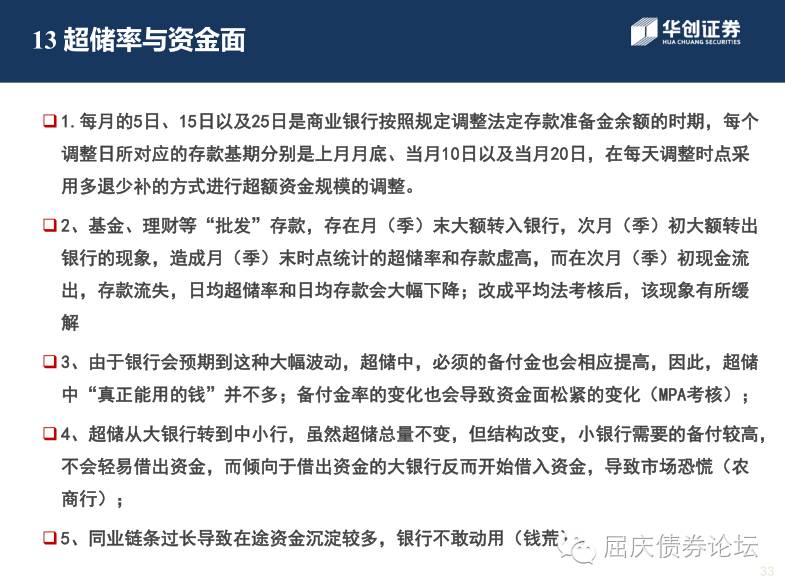 13 超储率与资金面
华创证券
HUA CHUANG SECURITIES
1.每月的5日、15日以及25日是商业银行按照规定调整法定存款准备金余额的时期，每个
调整日所对应的存款基期分别是上月月底、当月10日以及当月20日，在每天调整时点采
用多退少补的方式进行超额资金规模的调整。
2、基金、理财等“批发”存款，存在月（季）末大额转入银行，次月（季）初大额转出
银行的现象，造成月（季）末时点统计的超储率和存款虚高，而在次月（季）初现金流
出，存款流失，日均超储率和日均存款会大幅下降；改成平均法考核后，该现象有所缓
解
3、由于银行会预期到这种大幅波动，超储中，必须的备付金也会相应提高，因此，超储
中“真正能用的钱”并不多；备付金率的变化也会导致资金面松紧的变化（MPA考核）；
4、超储从大银行转到中小行，虽然超储总量不变，但结构改变，小银行需要的备付较高，
不会轻易借出资金，而倾向于借出资金的大银行反而开始借入资金，导致市场恐慌（农
商行）；
5、同业链条过长导致在途资金沉淀较多，银行不敢动用（钱荒）
屈庆债券论坛
33